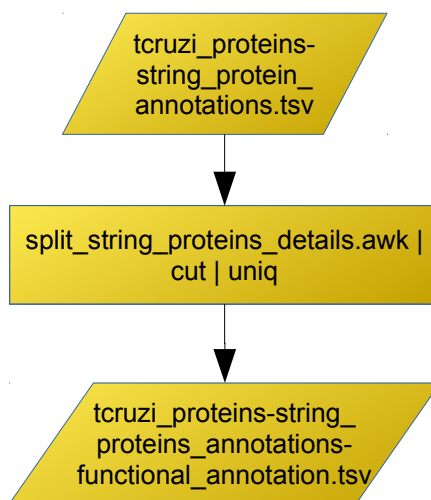 tcruzi_proteins-
string_protein_
annotations.tsv
split_string_proteins_details.awk |
cut | uniq
tcruzi_proteins-string_
proteins_annotations-
functional_annotation.tsv